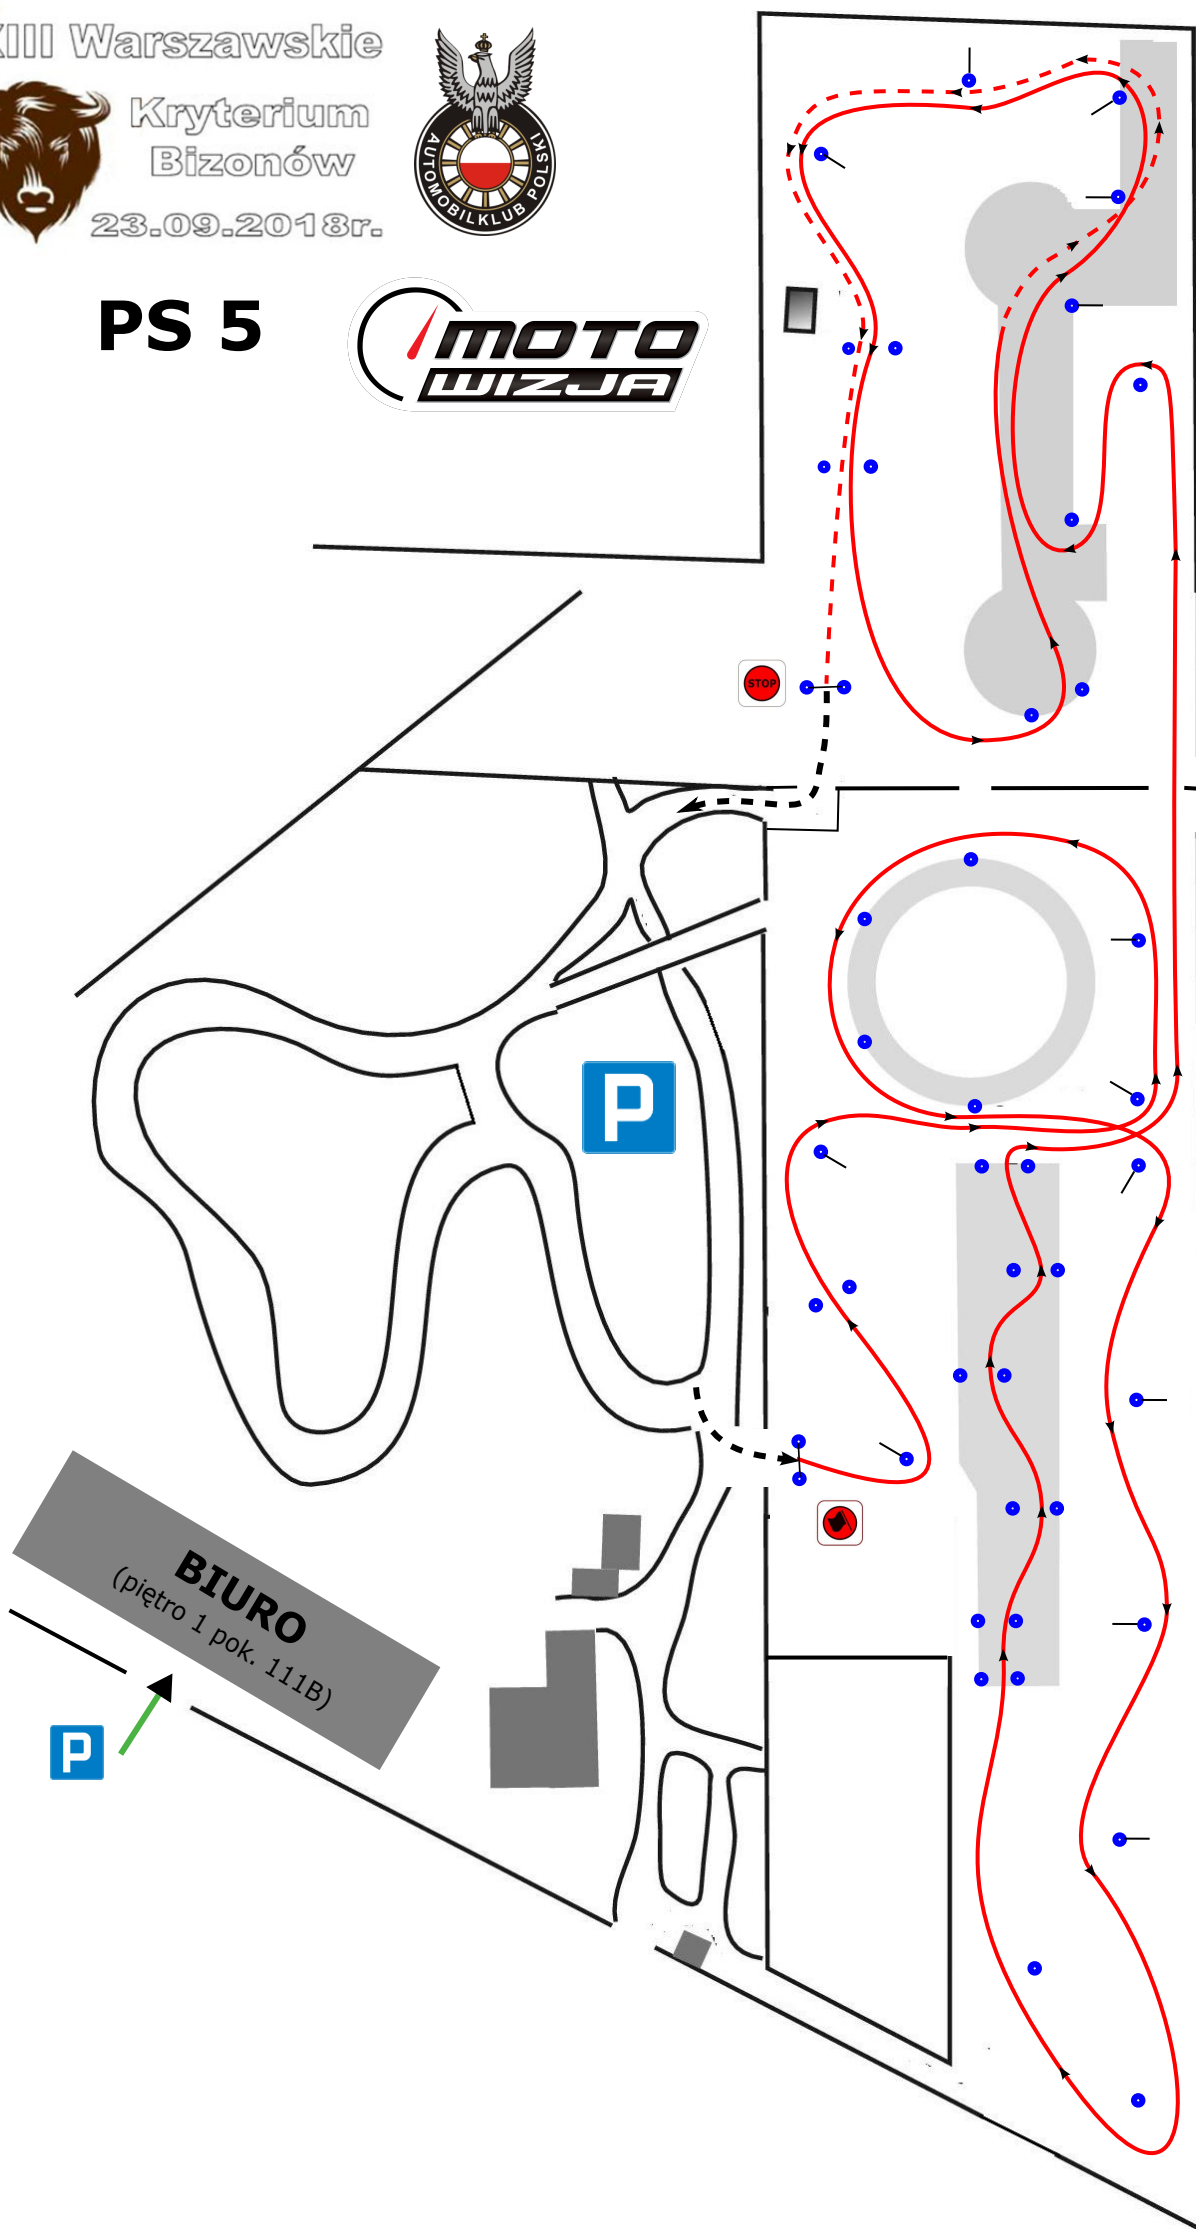 XIII Warszawskie
Kryterium
Bizonów
23.09.2018r.
AUTOMOBILKLUB POLSKI
PS 5
MOTO
WIZJA
STOP
P
BIURO
(piętro 1 pok. 111B)
P